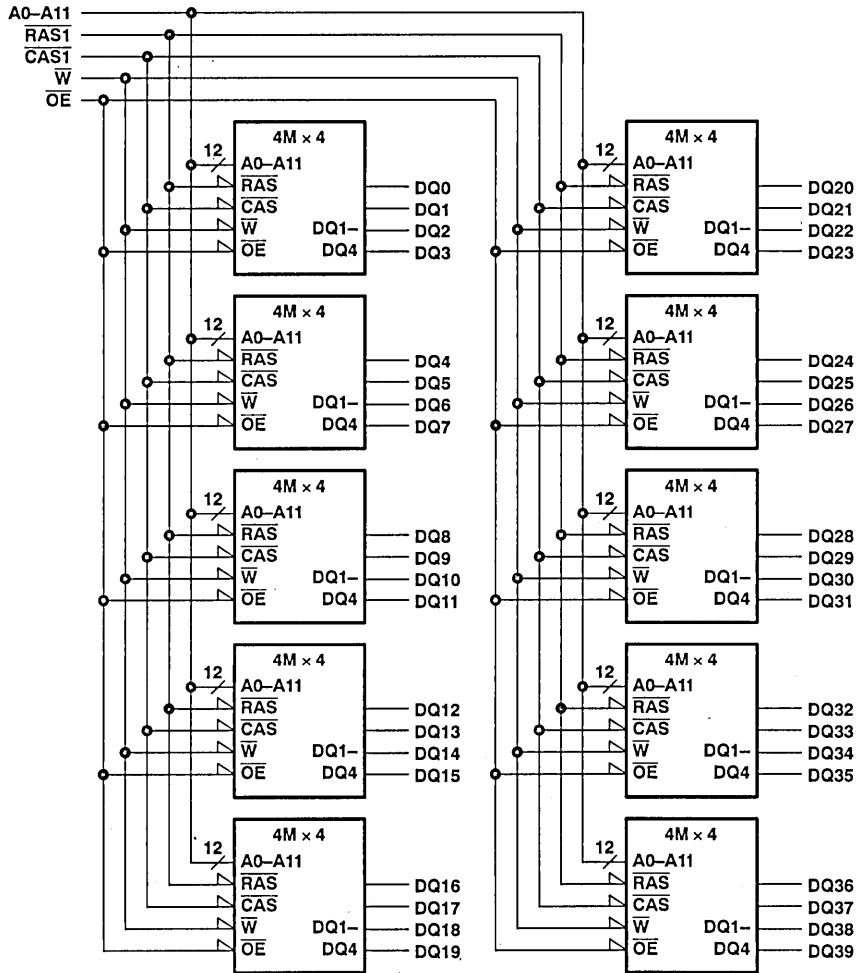 A0–A11
RAS1
CAS1
W
OE
4M × 4
12
A0–A11
RAS
CAS
W
OE
DQ1–
DQ4
DQ0
DQ1
DQ2
DQ3
4M × 4
12
A0–A11
RAS
CAS
W
OE
DQ1–
DQ4
DQ20
DQ21
DQ22
DQ23
4M × 4
12
A0–A11
RAS
CAS
W
OE
DQ1–
DQ4
DQ4
DQ5
DQ6
DQ7
4M × 4
12
A0–A11
RAS
CAS
W
OE
DQ1–
DQ4
DQ24
DQ25
DQ26
DQ27
4M × 4
12
A0–A11
RAS
CAS
W
OE
DQ1–
DQ4
DQ8
DQ9
DQ10
DQ11
4M × 4
12
A0–A11
RAS
CAS
W
OE
DQ1–
DQ4
DQ28
DQ29
DQ30
DQ31
4M × 4
12
A0–A11
RAS
CAS
W
OE
DQ1–
DQ4
DQ12
DQ13
DQ14
DQ15
4M × 4
12
A0–A11
RAS
CAS
W
OE
DQ1–
DQ4
DQ32
DQ33
DQ34
DQ35
4M × 4
12
A0–A11
RAS
CAS
W
OE
DQ1–
DQ4
DQ16
DQ17
DQ18
DQ19
4M × 4
12
A0–A11
RAS
CAS
W
OE
DQ1–
DQ4
DQ36
DQ37
DQ38
DQ39